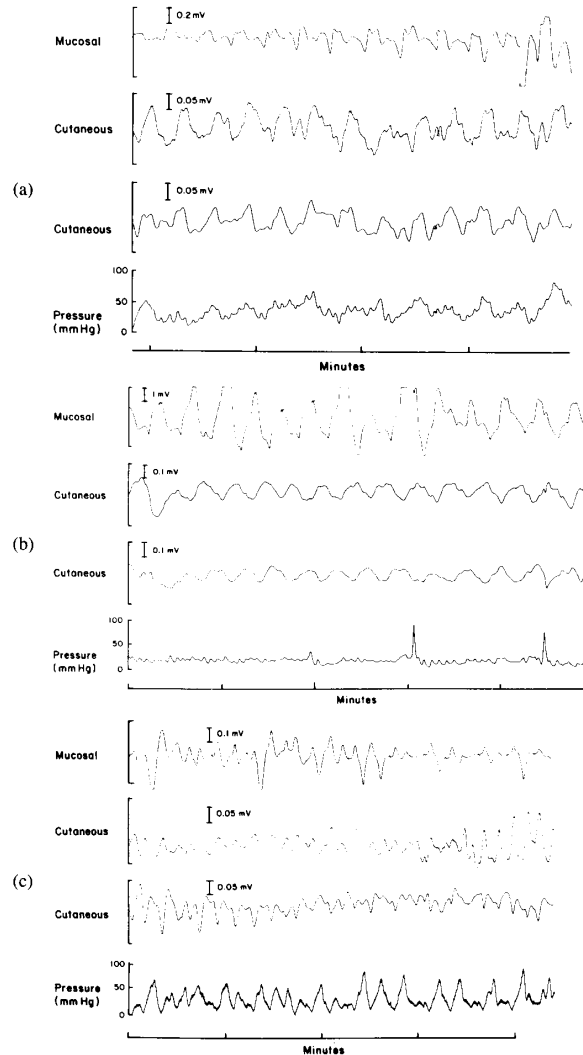 0.2 mV
Mucosal
0.05 mV
Cutaneous
(a)
0.05 mV
Cutaneous
100
50
0
Pressure
(mm Hg)
Minutes
1 mV
Mucosal
0.1 mV
Cutaneous
(b)
0.1 mV
Cutaneous
100
50
0
Pressure
(mm Hg)
Minutes
0.1 mV
Mucosal
0.05 mV
Cutaneous
(c)
0.05 mV
Cutaneous
100
50
0
Pressure
(mm Hg)
Minutes